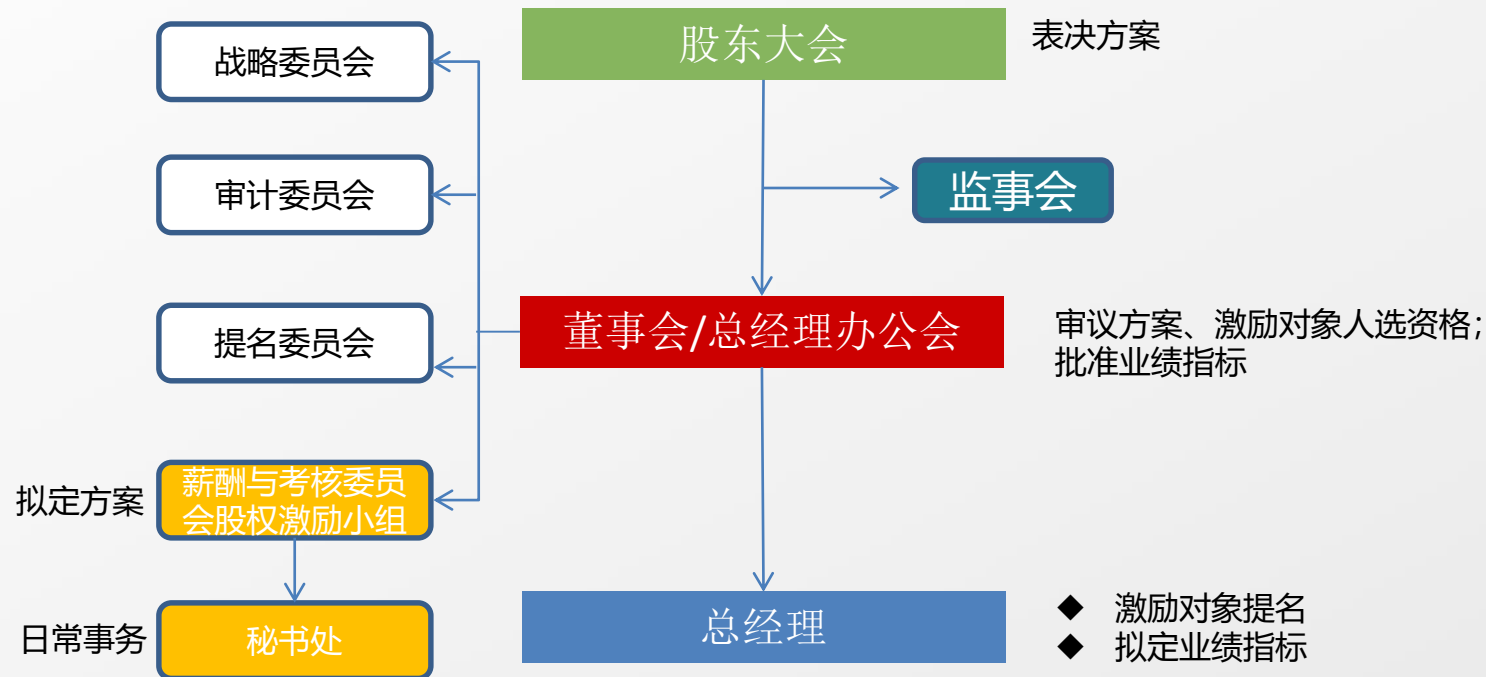 股东大会
表决方案
战略委员会
审计委员会
监事会
提名委员会
董事会/总经理办公会
审议方案、激励对象人选资格；
批准业绩指标
拟定方案
薪酬与考核委员
会股权激励小组
日常事务
秘书处
总经理
◆ 激励对象提名
◆ 拟定业绩指标